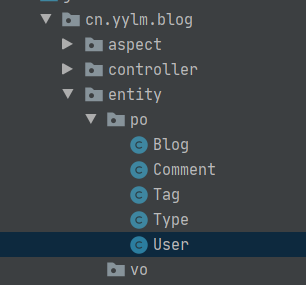 cn.yylm.blog
aspect
controller
entity
po
Blog
Comment
Tag
Type
User
vo